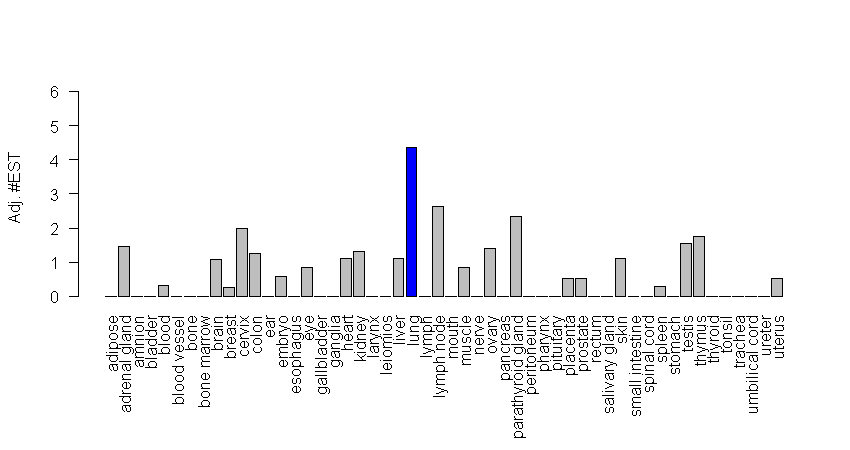 6
5
4
3
2
1
0
Adj. #EST
adipose
adrenal gland
amnion
bladder
blood
blood vessel
bone
bone marrow
brain
breast
cervix
colon
ear
embryo
esophagus
eye
gallbladder
ganglia
heart
kidney
larynx
leiomios
liver
lung
lymph
lymph node
mouth
muscle
nerve
ovary
pancreas
parathyroid gland
peritoneum
pharynx
pituitary
placenta
prostate
rectum
salivary gland
skin
small intestine
spinal cord
spleen
stomach
testis
thymus
thyroid
tonsil
trachea
umbilical cord
ureter
uterus